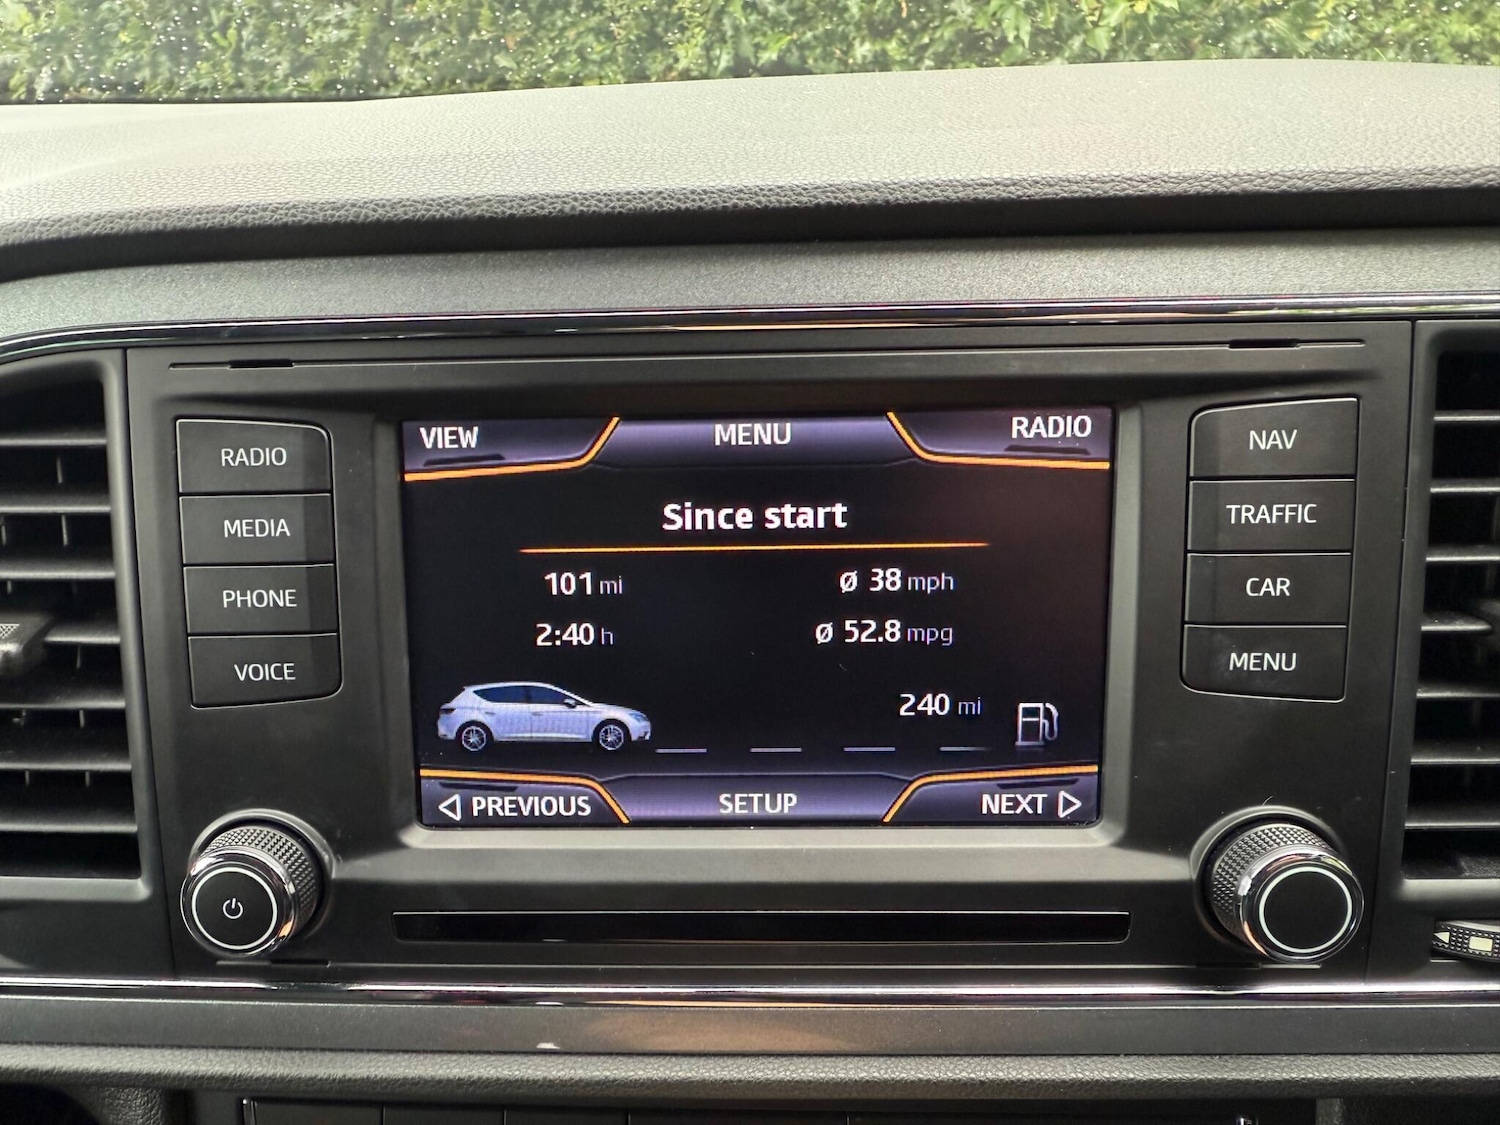 VIEW
MENU
RADIO
RADIO
MEDIA
PHONE
VOICE
Since start
101 mi
ø 38 mph
2:40 h
ø 52.8 mpg
240 mi
PREVIOUS
SETUP
NEXT
NAV
TRAFFIC
CAR
MENU